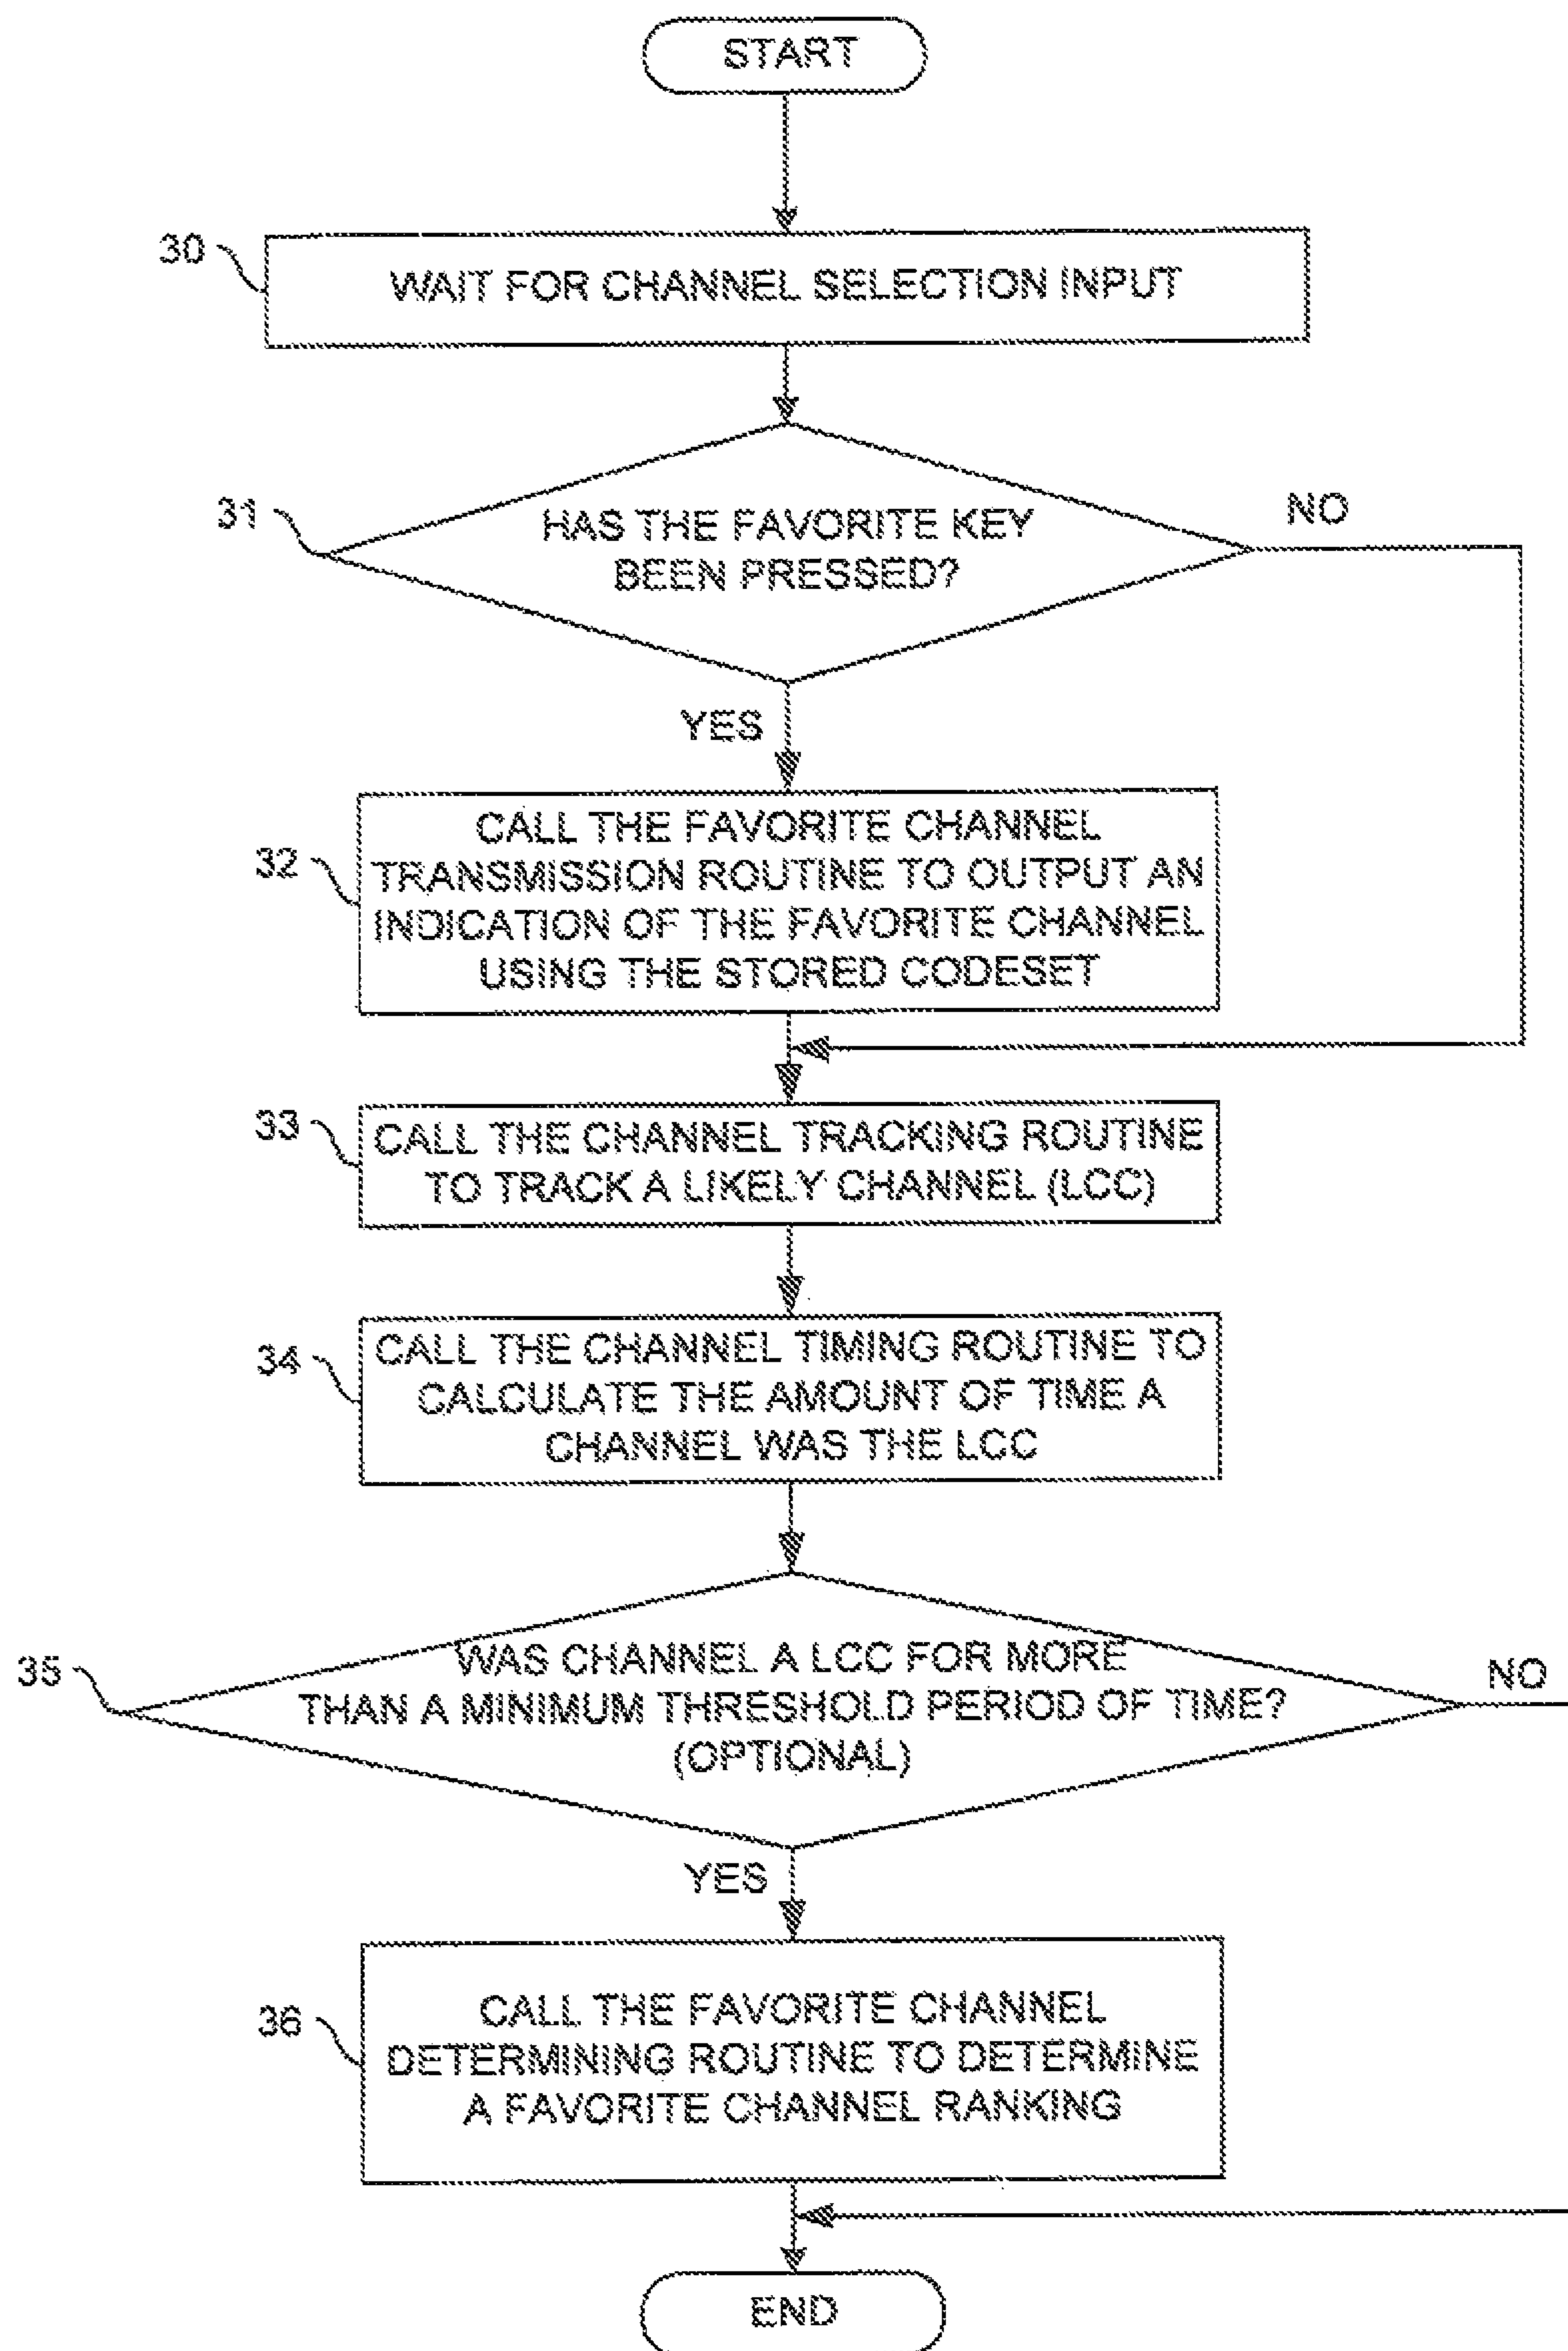 START
30
WAIT FOR CHANNEL SELECTION INPUT
31
HAS THE FAVORITE KEY
BEEN PRESSED?
NO
YES
32
CALL THE FAVORITE CHANNEL
TRANSMISSION ROUTINE TO OUTPUT AN
INDICATION OF THE FAVORITE CHANNEL
USING THE STORED CODESET
33
CALL THE CHANNEL TRACKING ROUTINE
TO TRACK A LIKELY CHANNEL (LCC)
34
CALL THE CHANNEL TIMING ROUTINE TO
CALCULATE THE AMOUNT OF TIME A
CHANNEL WAS THE LCC
35
WAS CHANNEL A LCC FOR MORE
THAN A MINIMUM THRESHOLD PERIOD OF TIME?
(OPTIONAL)
NO
YES
36
CALL THE FAVORITE CHANNEL
DETERMINING ROUTINE TO DETERMINE
A FAVORITE CHANNEL RANKING
END